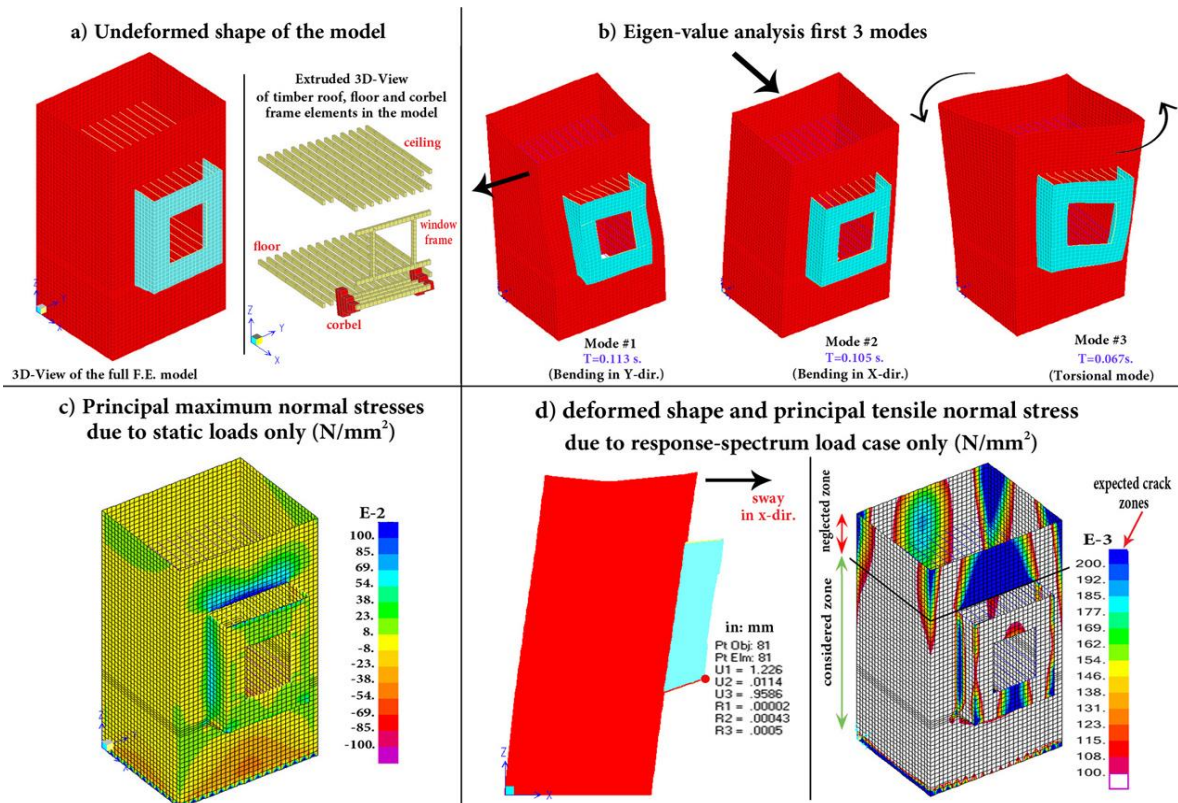 a) Undeformed shape of the model
Extruded 3D-View
of timber roof, floor and corbel
frame elements in the model
ceiling
window
frame
floor
corbel
Z
Y
X
Z
Y
X
3D-View of the full F.E. model
b) Eigen-value analysis first 3 modes
Mode #1
T=0.113 s.
(Bending in Y-dir.)
Mode #2
T=0.105 s.
(Bending in X-dir.)
Mode #3
T=0.067s.
(Torsional mode)
c) Principal maximum normal stresses
due to static loads only (N/mm²)
E-2
100.
85.
69.
54.
38.
23.
8.
-8.
-23.
-38.
-54.
-69.
-85.
-100.
d) deformed shape and principal tensile normal stress
due to response-spectrum load case only (N/mm²)
sway
in x-dir.
in: mm
Pt Obj: 81
Pt Elm: 81
U1 = 1.226
U2 = .0114
U3 = .9586
R1 = .00002
R2 = .00043
R3 = .0005
Z
X
neglected zone
considered zone
expected crack
zones
E-3
200.
192.
185.
177.
169.
162.
154.
146.
138.
131.
123.
115.
108.
100.